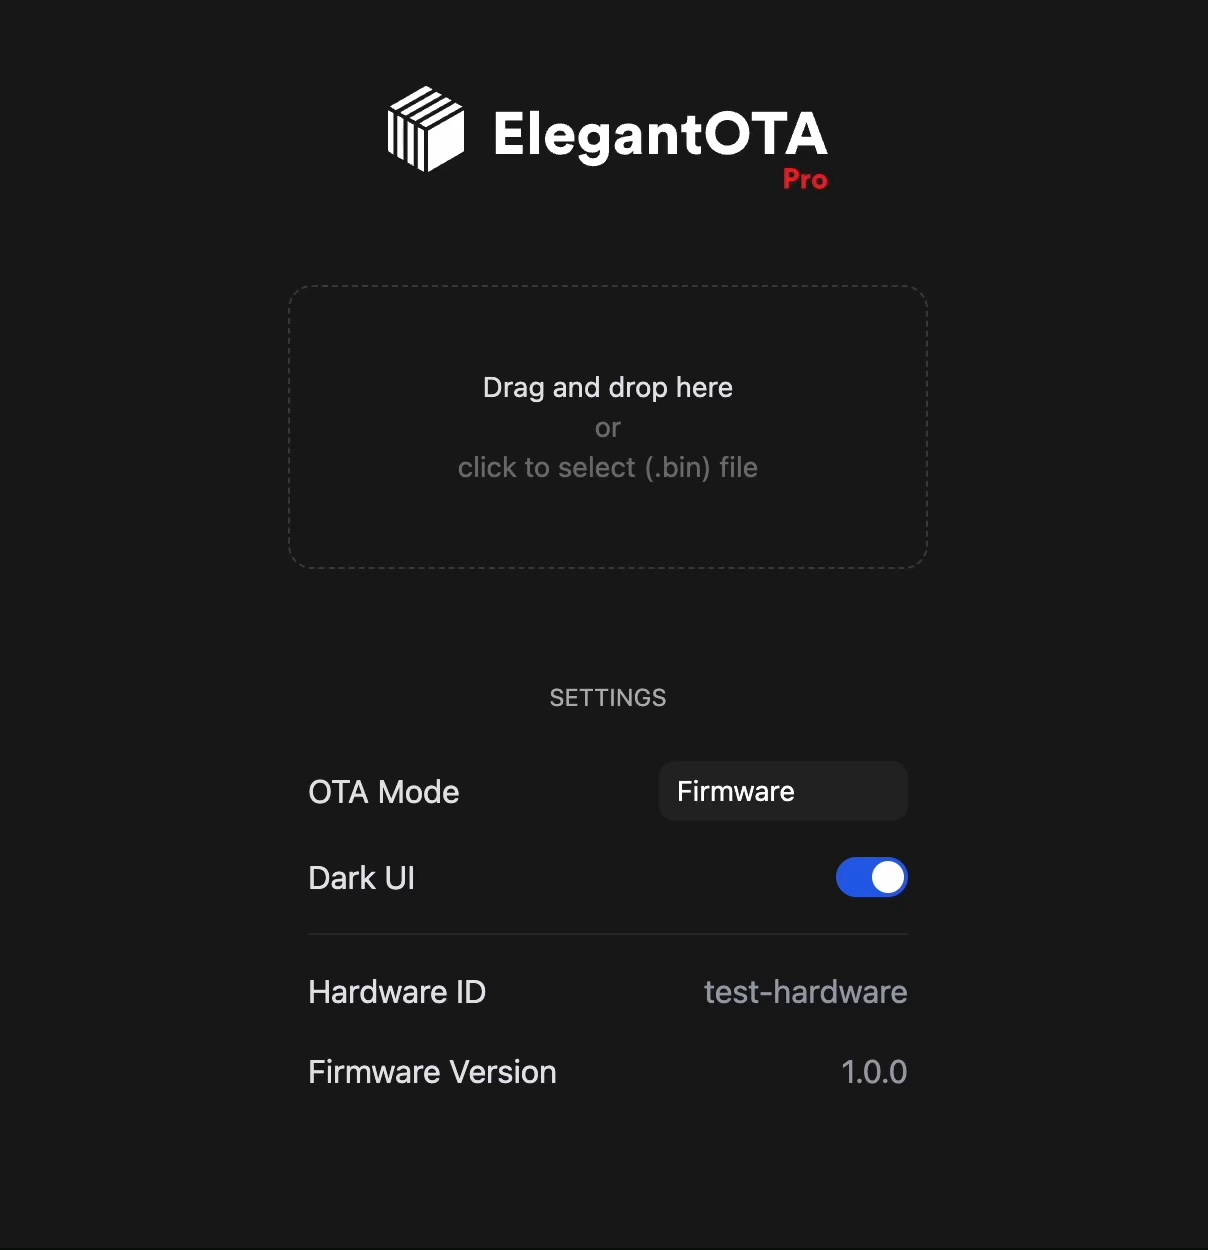 ElegantOTA
Pro
Drag and drop here
or
click to select (.bin) file
SETTINGS
OTA Mode
Firmware
Dark UI
Hardware ID
test-hardware
Firmware Version
1.0.0